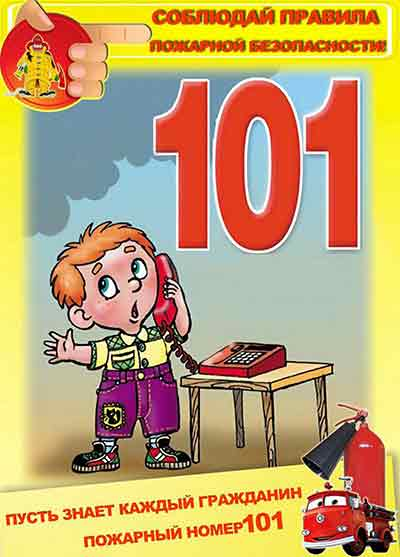 СОБЛЮДАЙ ПРАВИЛА
ПОЖАРНОЙ БЕЗОПАСНОСТИ!
101
ПУСТЬ ЗНАЕТ КАЖДЫЙ ГРАЖДАНИН
ПОЖАРНЫЙ НОМЕР101